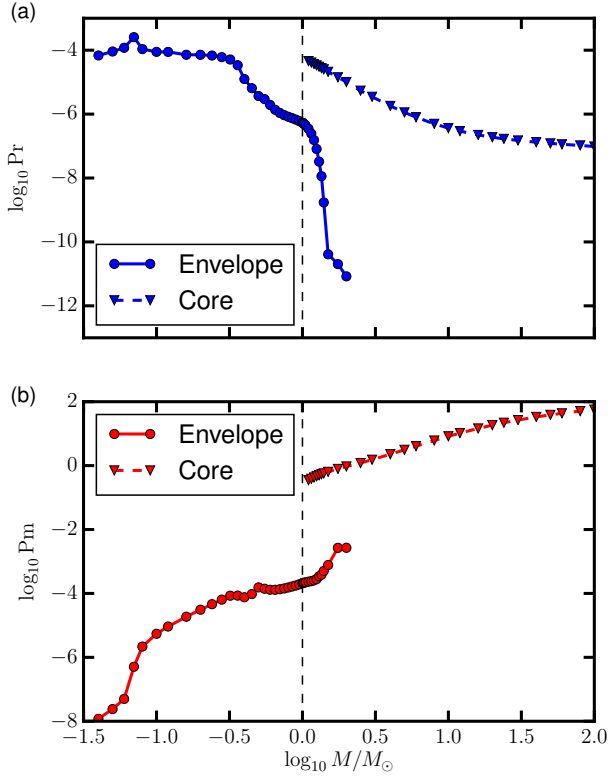 (a)
−4
−6
−8
−10
−12
log₁₀ Pr
Envelope
Core
(b)
2
0
−2
−4
−6
−8
log₁₀ Pm
Envelope
Core
−1.5 −1.0 −0.5 0.0 0.5 1.0 1.5 2.0
log₁₀ M/M☉